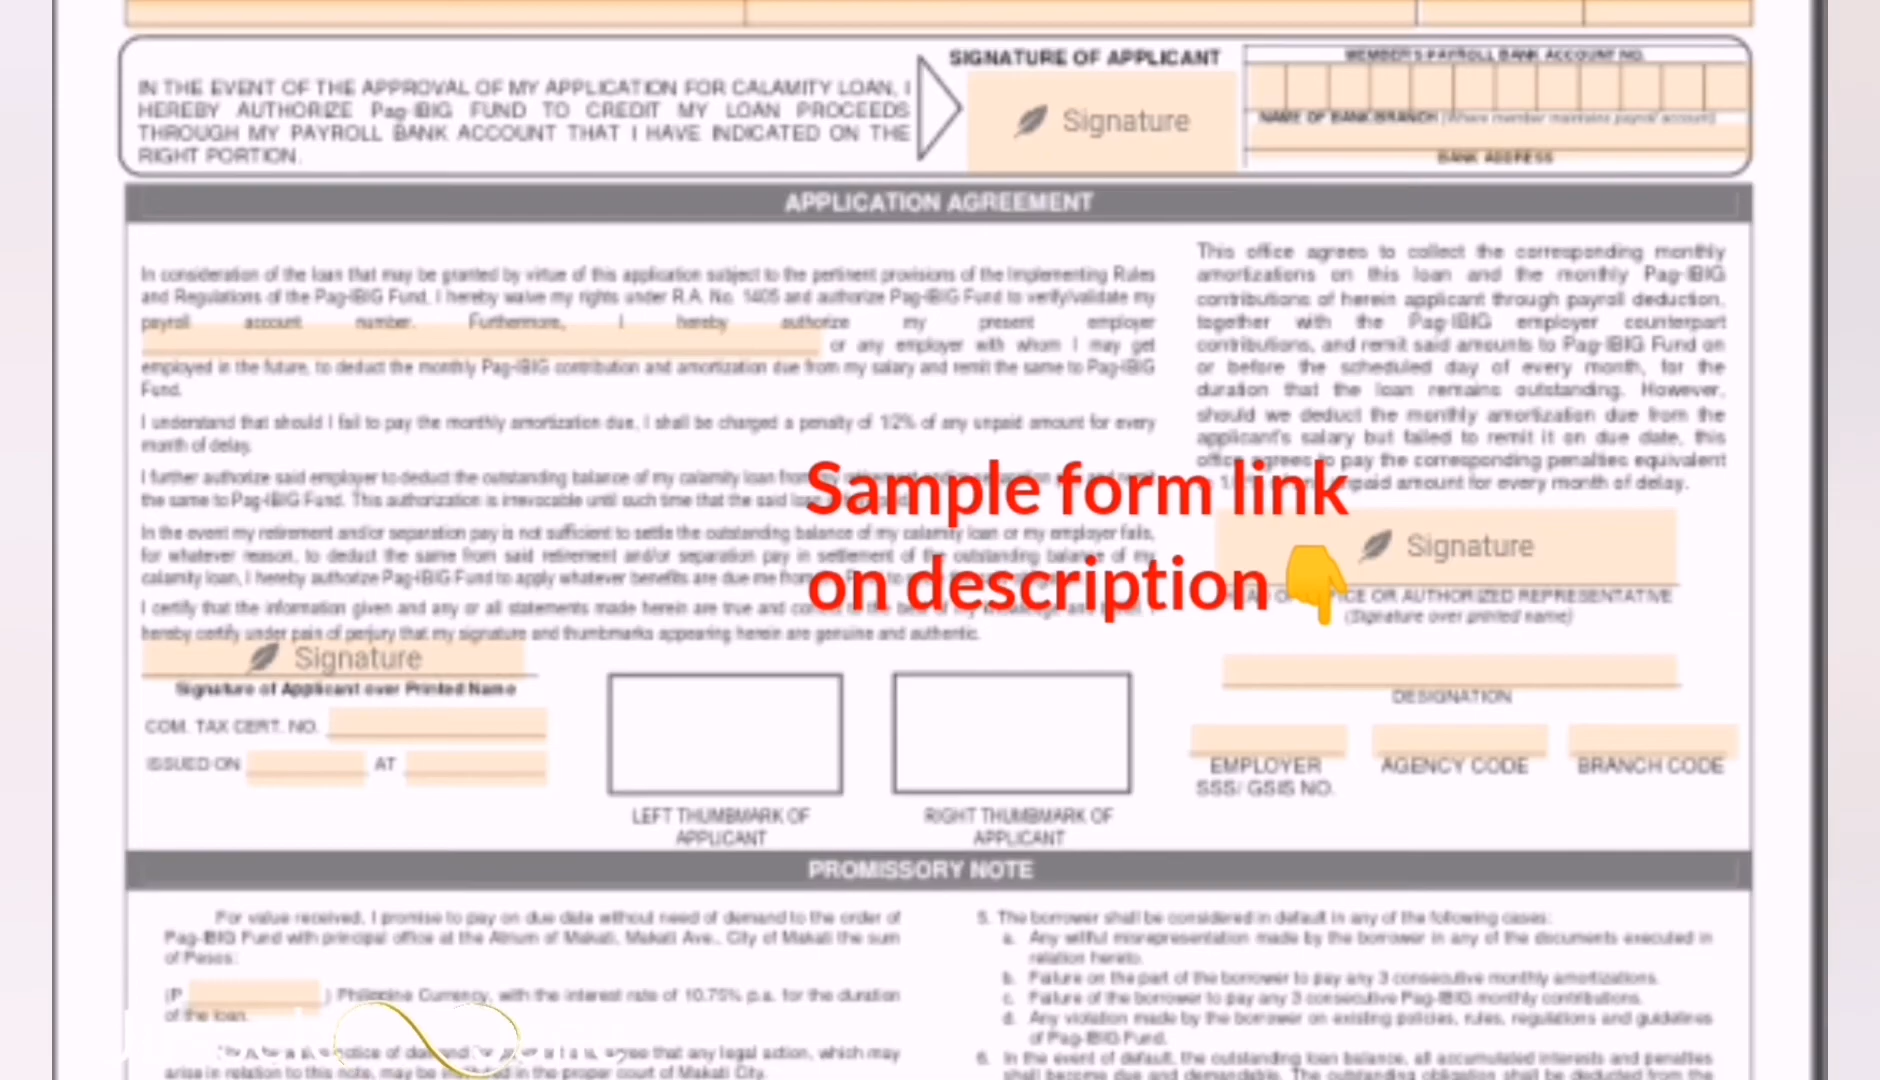 SIGNATURE OF APPLICANT
MEMBER'S PAYROLL BANK ACCOUNT NO.
IN THE EVENT OF THE APPROVAL OF MY APPLICATION FOR CALAMITY LOAN, I
HEREBY AUTHORIZE Pag-IBIG FUND TO CREDIT MY LOAN PROCEEDS
THROUGH MY PAYROLL BANK ACCOUNT THAT I HAVE INDICATED ON THE
RIGHT PORTION.
Signature
NAME OF BANK/BRANCH (Where member maintains payroll account)
BANK ADDRESS
APPLICATION AGREEMENT
In consideration of the loan that may be granted by virtue of this application subject to the pertinent provisions of the Implementing Rules
and Regulations of the Pag-IBIG Fund, I hereby waive my rights under R.A. No. 1405 and authorize Pag-IBIG Fund to verify/validate my
payroll account number. Furthermore, I hereby authorize my present employer
or any employer with whom I may get
employed in the future, to deduct the monthly Pag-IBIG contribution and amortization due from my salary and remit the same to Pag-IBIG
Fund.
I understand that should I fail to pay the monthly amortization due, I shall be charged a penalty of 1/2% of any unpaid amount for every
month of delay.
I further authorize said employer to deduct the outstanding balance of my calamity loan from my
the same to Pag-IBIG Fund. This authorization is irrevocable until such time that the said loan
In the event my retirement and/or separation pay is not sufficient to settle the outstanding balance of my calamity loan or my employer fails,
for whatever reason, to deduct the same from said retirement and/or separation pay in settlement of the outstanding balance of my
calamity loan, I hereby authorize Pag-IBIG Fund to apply whatever benefits are due me from
I certify that the information given and any or all statements made herein are true and
hereby certify under pain of perjury that my signature and thumbmarks appearing herein are genuine and authentic.
Signature
Signature of Applicant over Printed Name
COM. TAX CERT. NO.
ISSUED ON AT
LEFT THUMBMARK OF
APPLICANT
RIGHT THUMBMARK OF
APPLICANT
This office agrees to collect the corresponding monthly
amortizations on this loan and the monthly Pag-IBIG
contributions of herein applicant through payroll deduction,
together with the Pag-IBIG employer counterpart
contributions, and remit said amounts to Pag-IBIG Fund on
or before the scheduled day of every month, for the
duration that the loan remains outstanding. However,
should we deduct the monthly amortization due from the
applicant's salary but failed to remit it on due date, this
office agrees to pay the corresponding penalties equivalent
unpaid amount for every month of delay.
Sample form link
on description 👇
Signature
OR AUTHORIZED REPRESENTATIVE
(Signature over printed name)
DESIGNATION
EMPLOYER
SSS/ GSIS NO.
AGENCY CODE
BRANCH CODE
PROMISSORY NOTE
For value received, I promise to pay on due date without need of demand to the order of
Pag-IBIG Fund with principal office at the Atrium of Makati, Makati Ave., City of Makati the sum
of Pesos:
(P ) Philippine Currency, with the interest rate of 10.75% p.a. for the duration
of the loan.
notice of demand agree that any legal action, which may
arise in relation to this note, may be instituted in the proper court of Makati City.
5. The borrower shall be considered in default in any of the following cases:
a. Any willful misrepresentation made by the borrower in any of the documents executed in
relation hereto.
b. Failure on the part of the borrower to pay any 3 consecutive monthly amortizations.
c. Failure of the borrower to pay any 3 consecutive Pag-IBIG monthly contributions.
d. Any violation made by the borrower on existing policies, rules, regulations and guidelines
of Pag-IBIG Fund.
6. In the event of default, the outstanding loan balance, all accumulated interests and penalties
shall become due and demandable. The outstanding obligation shall be deducted from the